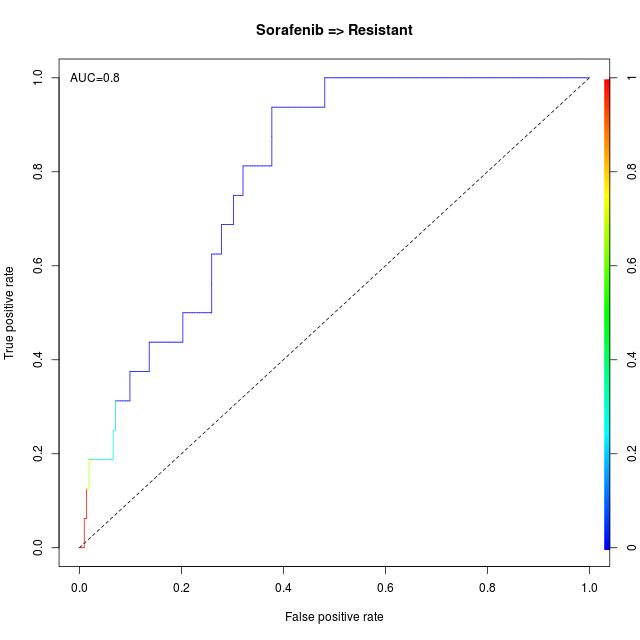 Sorafenib => Resistant
AUC=0.8
True positive rate
1.0
0.8
0.6
0.4
0.2
0.0
1
0.8
0.6
0.4
0.2
0
0.0 0.2 0.4 0.6 0.8 1.0
False positive rate